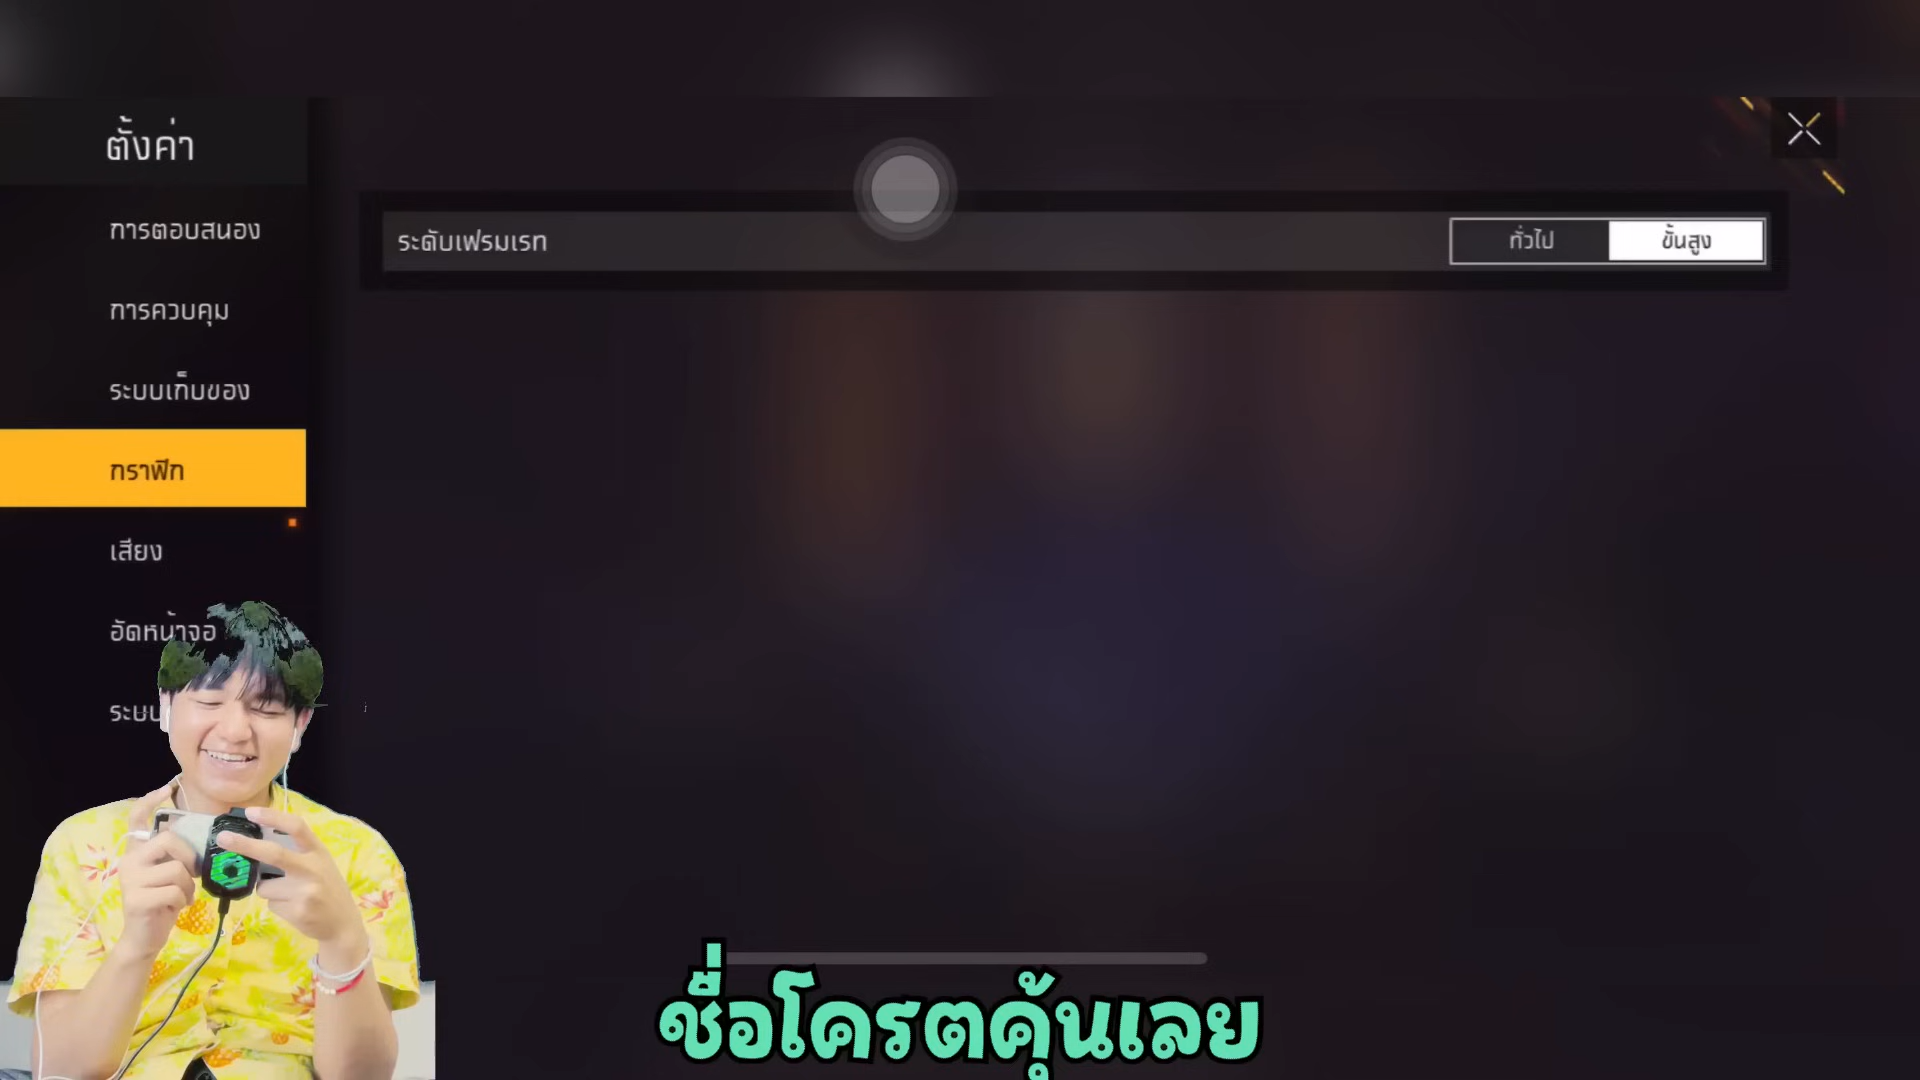 ตั้งค่า
การตอบสนอง
ระดับเฟรมเรท
ทั่วไป
ขั้นสูง
การควบคุม
ระบบเก็บของ
กราฟิก
เสียง
อัดหน้าจอ
ชื่อโครตคุ้นเลย